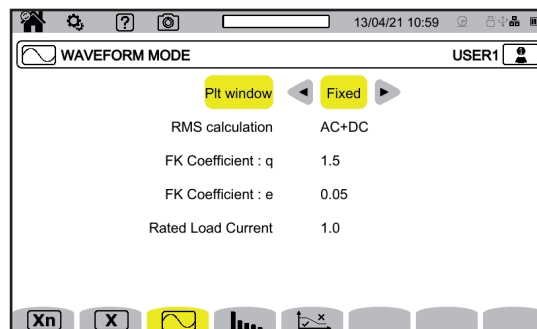 ? 13/04/21 10:59
WAVEFORM MODE USER1
Plt window Fixed
RMS calculation AC+DC
FK Coefficient : q 1.5
FK Coefficient : e 0.05
Rated Load Current 1.0
Xn X